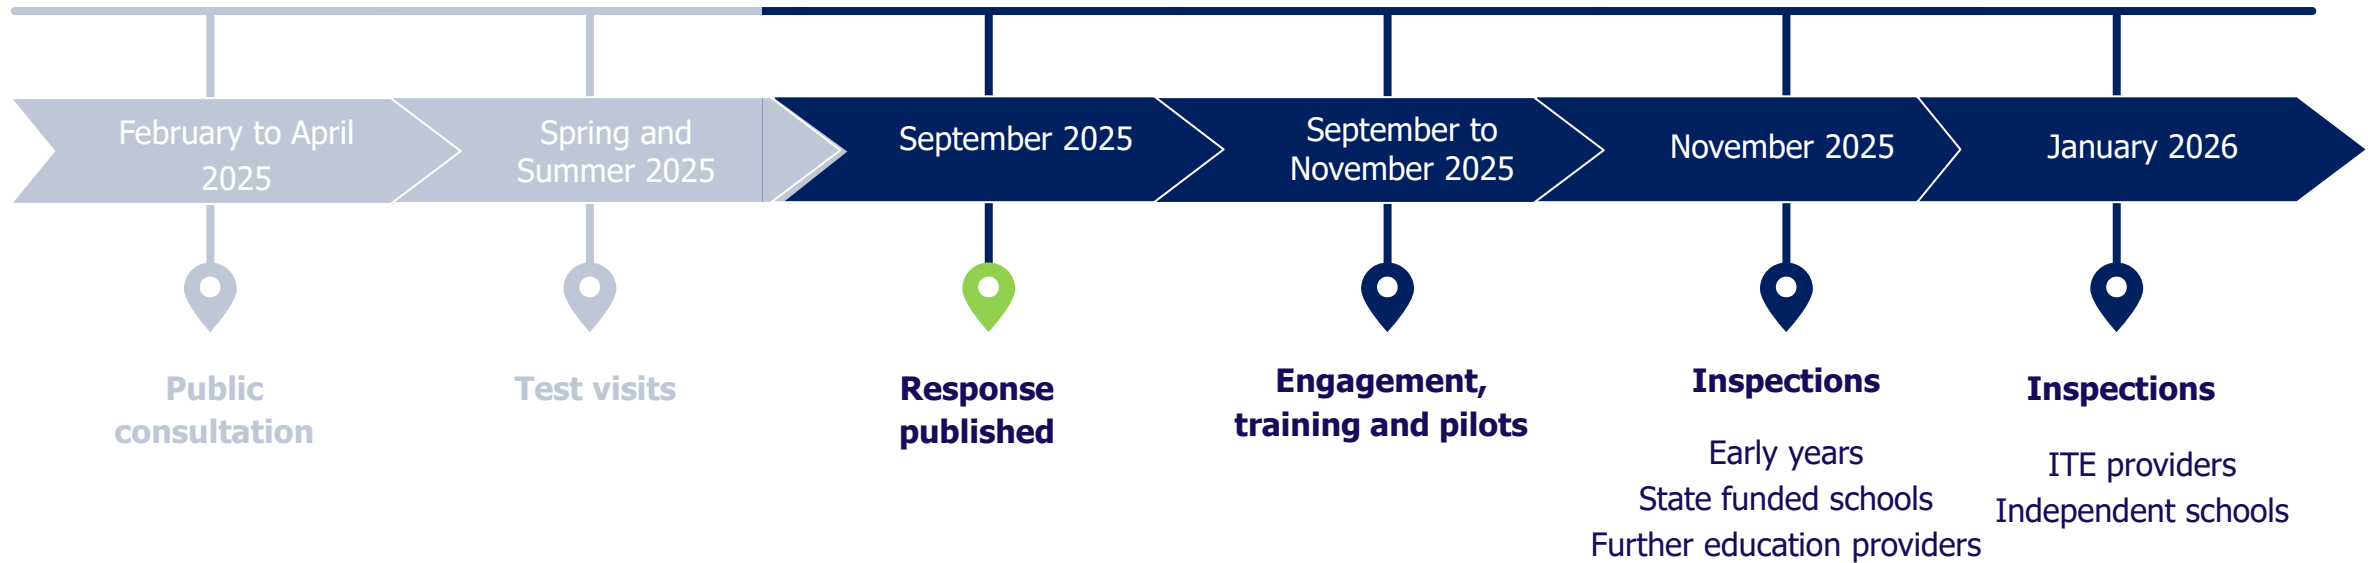 February to April
2025
Spring and
Summer 2025
September 2025
September to
November 2025
November 2025
January 2026
Public
consultation
Test visits
Response
published
Engagement,
training and pilots
Inspections
Early years
State funded schools
Further education providers
Inspections
ITE providers
Independent schools